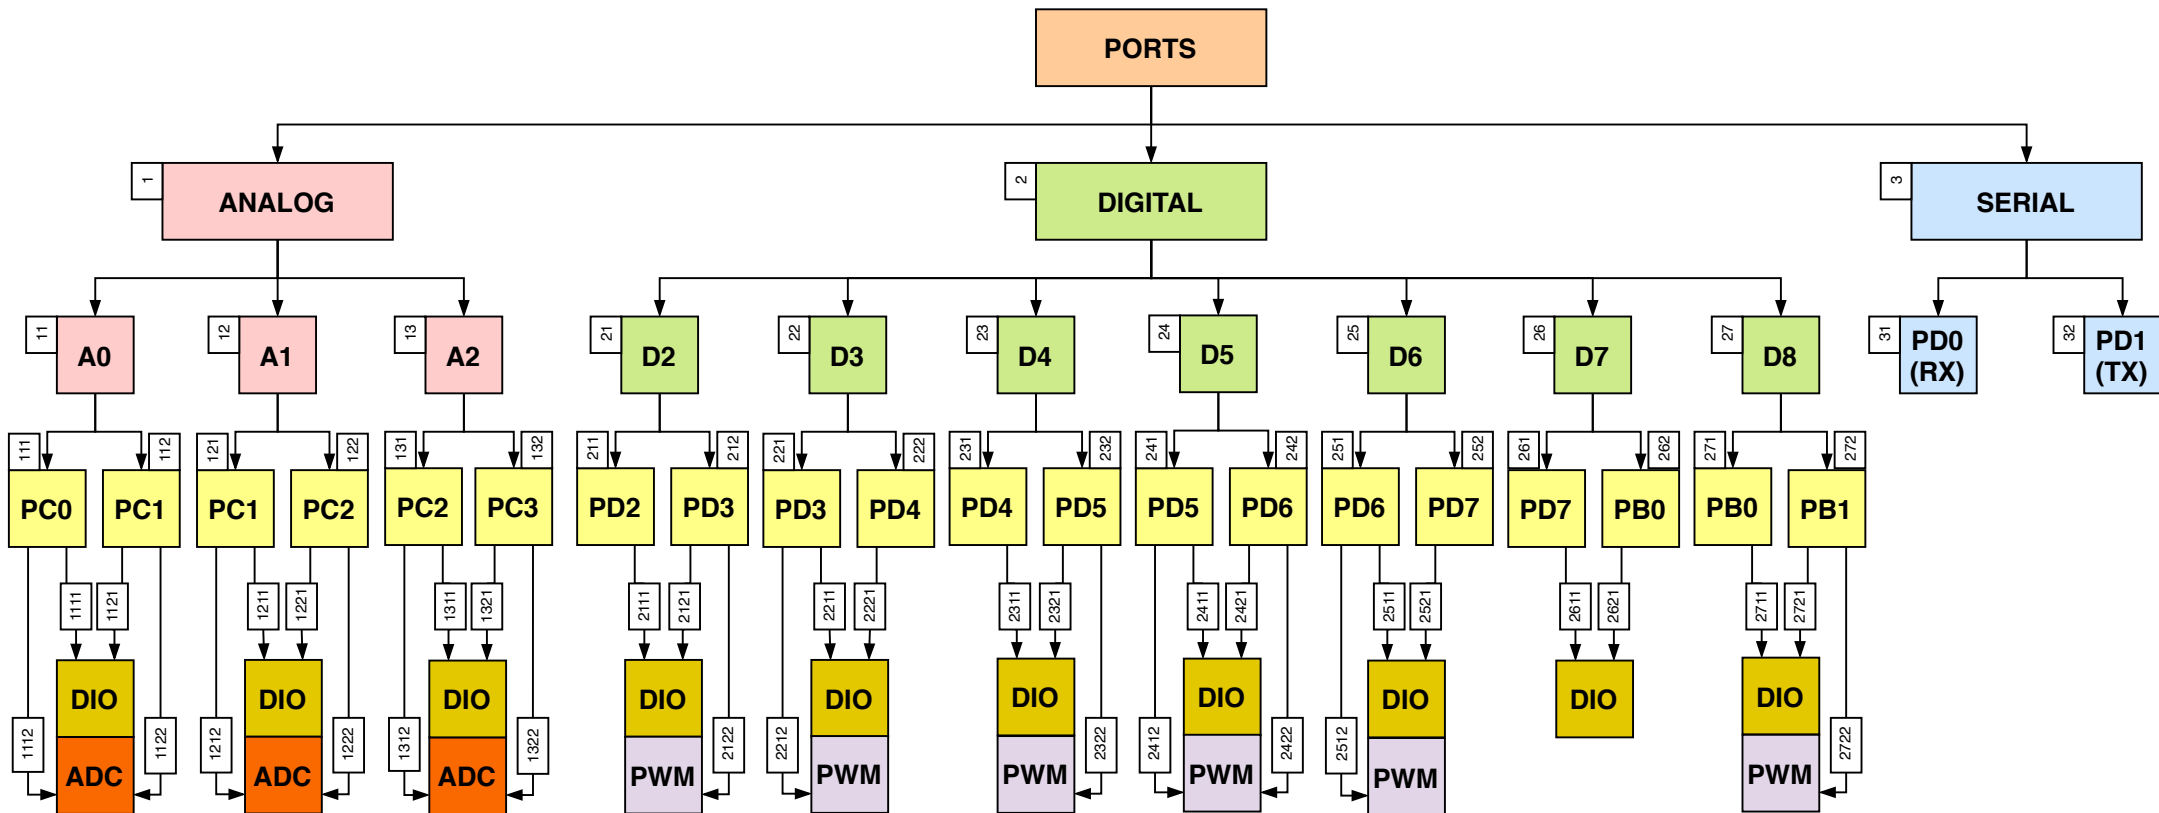 PORTS
1
ANALOG
2
DIGITAL
3
SERIAL
11
A0
12
A1
13
A2
21
D2
22
D3
23
D4
24
D5
25
D6
26
D7
27
D8
31
PD0
(RX)
32
PD1
(TX)
111
112
121
122
131
132
211
212
221
222
231
232
241
242
251
252
261
262
271
272
PC0
PC1
PC1
PC2
PC2
PC3
PD2
PD3
PD3
PD4
PD4
PD5
PD5
PD6
PD6
PD7
PD7
PB0
PB0
PB1
1111
1121
1211
1221
1311
1321
2111
2121
2211
2221
2311
2321
2411
2421
2511
2521
2611
2621
2711
2721
DIO
DIO
DIO
DIO
DIO
DIO
DIO
DIO
DIO
DIO
1112
1122
1212
1222
1312
1322
2122
2212
2322
2412
2422
2512
2722
ADC
ADC
ADC
PWM
PWM
PWM
PWM
PWM
PWM